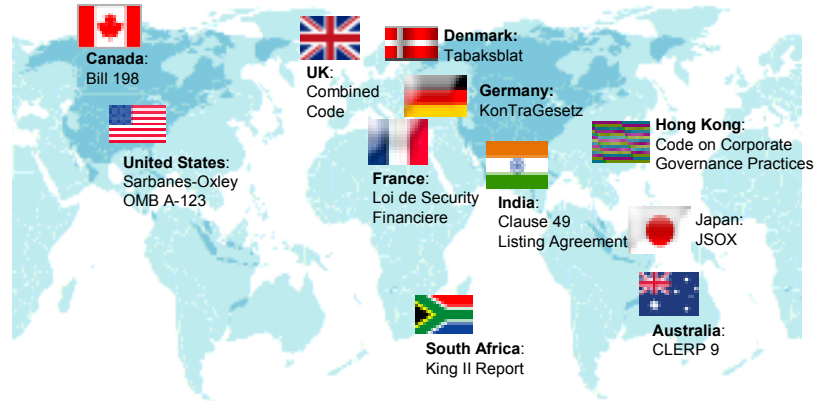 Canada:
Bill 198
United States:
Sarbanes-Oxley
OMB A-123
UK:
Combined
Code
Denmark:
Tabaksblat
Germany:
KonTraGesetz
France:
Loi de Security
Financiere
India:
Clause 49
Listing Agreement
Hong Kong:
Code on Corporate
Governance Practices
Japan:
JSOX
South Africa:
King II Report
Australia:
CLERP 9